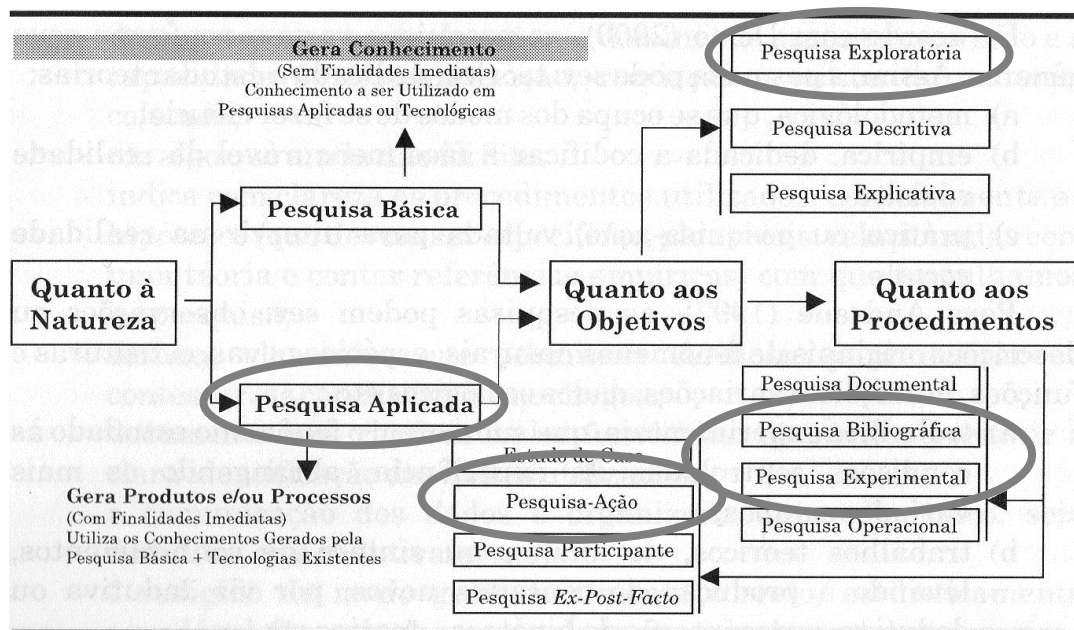 Gera Conhecimento
(Sem Finalidades Imediatas)
Conhecimento a ser Utilizado em
Pesquisas Aplicadas ou Tecnológicas
Pesquisa Exploratória
Pesquisa Descritiva
Pesquisa Explicativa
Pesquisa Básica
Quanto à
Natureza
Quanto aos
Objetivos
Quanto aos
Procedimentos
Pesquisa Aplicada
Gera Produtos e/ou Processos
(Com Finalidades Imediatas)
Utiliza os Conhecimentos Gerados pela
Pesquisa Básica + Tecnologias Existentes
Pesquisa Documental
Pesquisa Bibliográfica
Pesquisa Experimental
Pesquisa Operacional
Estudo de Caso
Pesquisa-Ação
Pesquisa Participante
Pesquisa Ex-Post-Facto